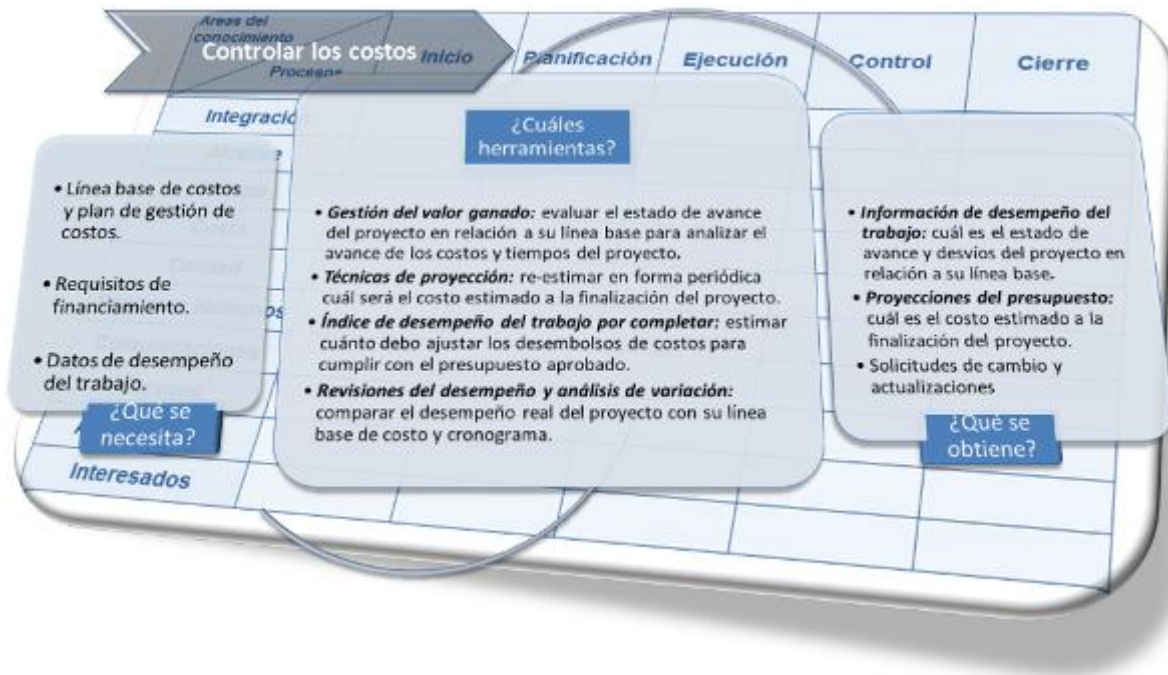 Areas del
conocimiento
Controlar los costos
Procesos
Inicio
Planificación
Ejecución
Control
Cierre
Integración
¿Qué se
necesita?
• Línea base de costos
y plan de gestión de
costos.
• Requisitos de
financiamiento.
• Datos de desempeño
del trabajo.
¿Cuáles
herramientas?
• Gestión del valor ganado: evaluar el estado de avance
del proyecto en relación a su línea base para analizar el
avance de los costos y tiempos del proyecto.
• Técnicas de proyección: re-estimar en forma periódica
cuál será el costo estimado a la finalización del proyecto.
• Índice de desempeño del trabajo por completar: estimar
cuánto debo ajustar los desembolsos de costos para
cumplir con el presupuesto aprobado.
• Revisiones del desempeño y análisis de variación:
comparar el desempeño real del proyecto con su línea
base de costo y cronograma.
¿Qué se
obtiene?
• Información de desempeño del
trabajo: cuál es el estado de
avance y desvíos del proyecto en
relación a su línea base.
• Proyecciones del presupuesto:
cuál es el costo estimado a la
finalización del proyecto.
• Solicitudes de cambio y
actualizaciones
Interesados